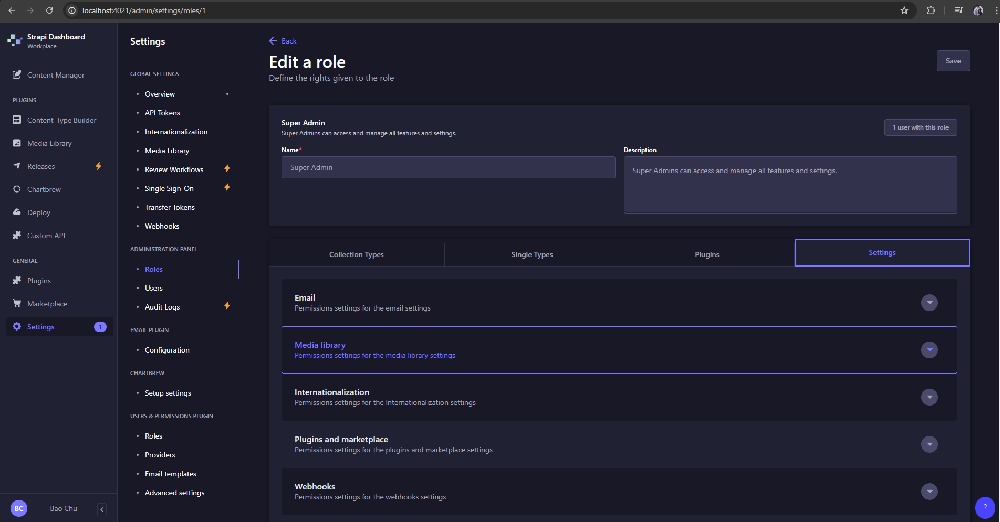 localhost:4021/admin/settings/roles/1
Strapi Dashboard
Workplace
Content Manager
PLUGINS
Content-Type Builder
Media Library
Releases
Chartbrew
Deploy
Custom API
GENERAL
Plugins
Marketplace
Settings
1
BC
Bao Chu
Settings
GLOBAL SETTINGS
Overview
API Tokens
Internationalization
Media Library
Review Workflows
Single Sign-On
Transfer Tokens
Webhooks
ADMINISTRATION PANEL
Roles
Users
Audit Logs
EMAIL PLUGIN
Configuration
CHARTBREW
Setup settings
USERS & PERMISSIONS PLUGIN
Roles
Providers
Email templates
Advanced settings
Back
Edit a role
Define the rights given to the role
Save
Super Admin
Super Admins can access and manage all features and settings.
1 user with this role
Name*
Super Admin
Description
Super Admins can access and manage all features and settings.
Collection Types
Single Types
Plugins
Settings
Email
Permissions settings for the email settings
Media library
Permissions settings for the media library settings
Internationalization
Permissions settings for the Internationalization settings
Plugins and marketplace
Permissions settings for the plugins and marketplace settings
Webhooks
Permissions settings for the webhooks settings
?